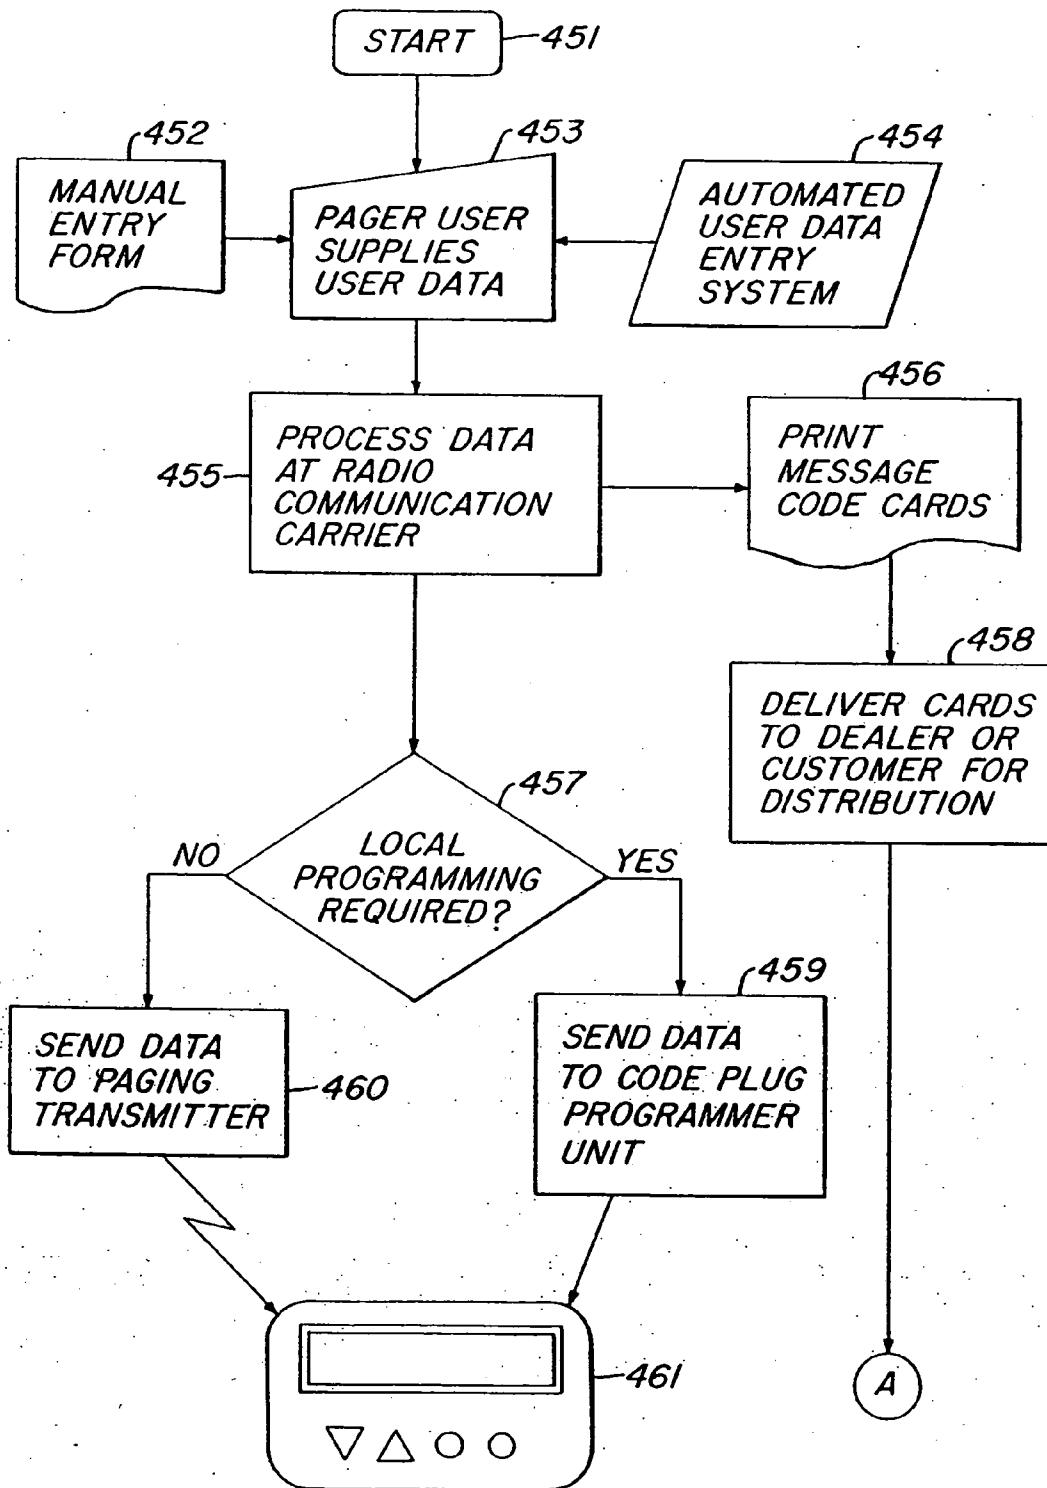 START
451
452
MANUAL
ENTRY
FORM
453
PAGER USER
SUPPLIES
USER DATA
454
AUTOMATED
USER DATA
ENTRY
SYSTEM
455
PROCESS DATA
AT RADIO
COMMUNICATION
CARRIER
456
PRINT
MESSAGE
CODE CARDS
458
DELIVER CARDS
TO DEALER OR
CUSTOMER FOR
DISTRIBUTION
457
LOCAL
PROGRAMMING
REQUIRED?
NO
YES
SEND DATA
TO PAGING
TRANSMITTER
460
459
SEND DATA
TO CODE PLUG
PROGRAMMER
UNIT
461
A